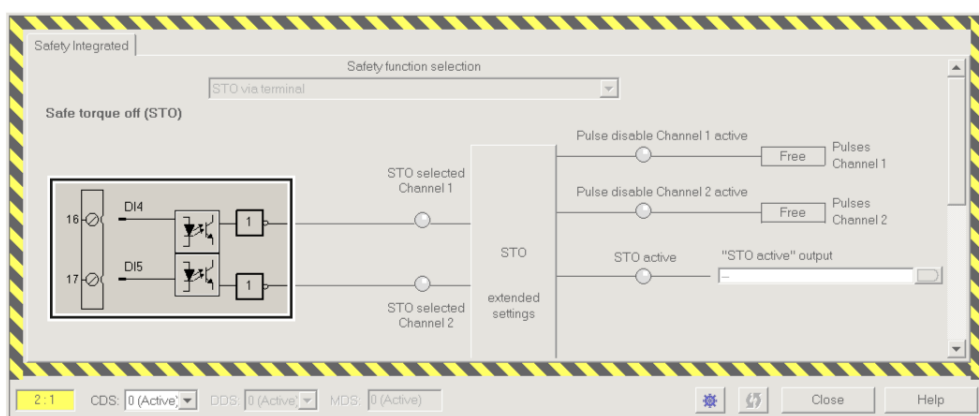 Safety Integrated
Safety function selection
STO via terminal
Safe torque off (STO)
Pulse disable Channel 1 active
Free
Pulses
Channel 1
STO selected
Channel 1
Pulse disable Channel 2 active
Free
Pulses
Channel 2
16
DI4
1
STO
STO active
"STO active" output
--
17
DI5
1
extended
settings
STO selected
Channel 2
2:1
CDS: 0 (Active) DDS: 0 (Active) MDS: 0 (Active)
Close
Help